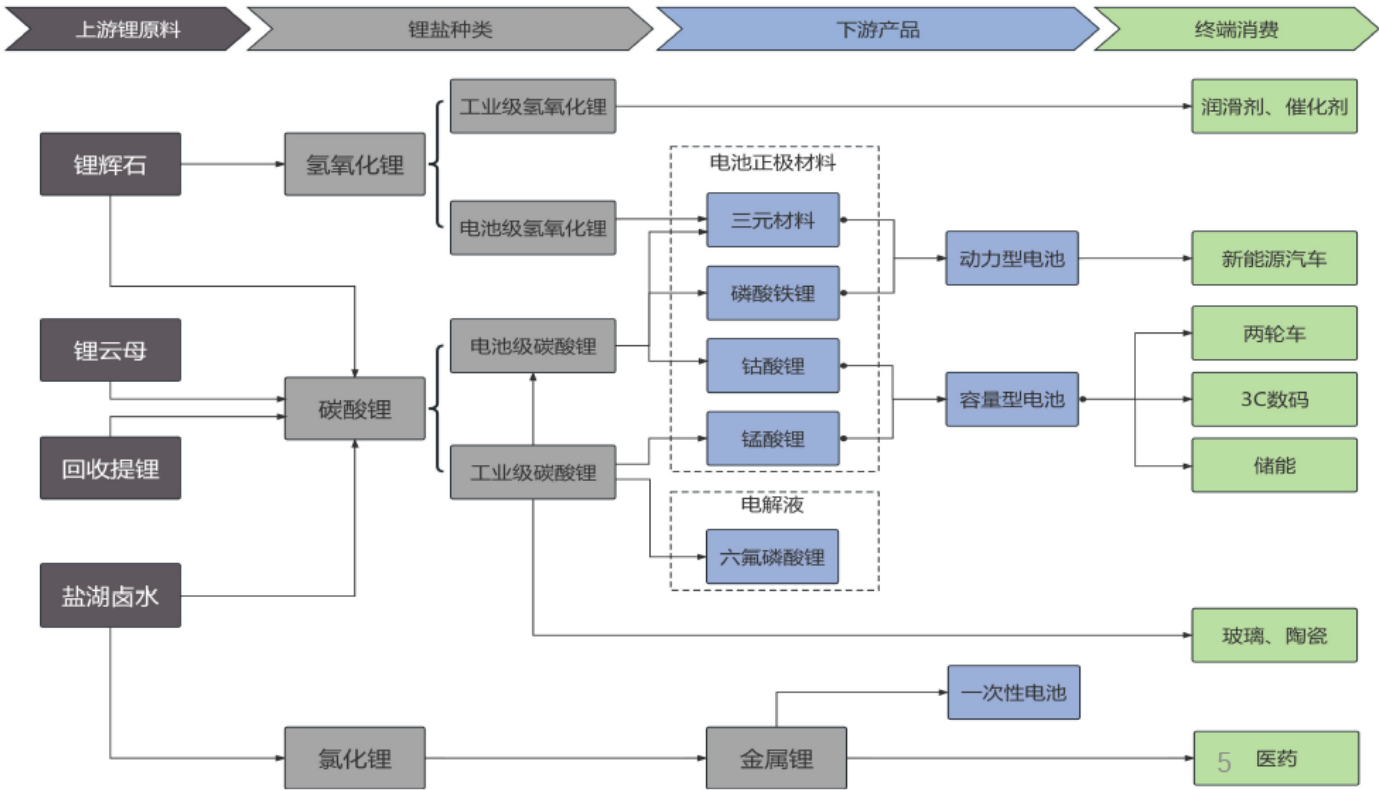 上游锂原料
锂盐种类
下游产品
终端消费
工业级氢氧化锂
润滑剂、催化剂
锂辉石
氢氧化锂
电池正极材料
电池级氢氧化锂
三元材料
动力型电池
新能源汽车
磷酸铁锂
锂云母
电池级碳酸锂
钴酸锂
两轮车
碳酸锂
容量型电池
3C数码
回收提锂
工业级碳酸锂
锰酸锂
储能
电解液
六氟磷酸锂
盐湖卤水
玻璃、陶瓷
一次性电池
氯化锂
金属锂
5
医药